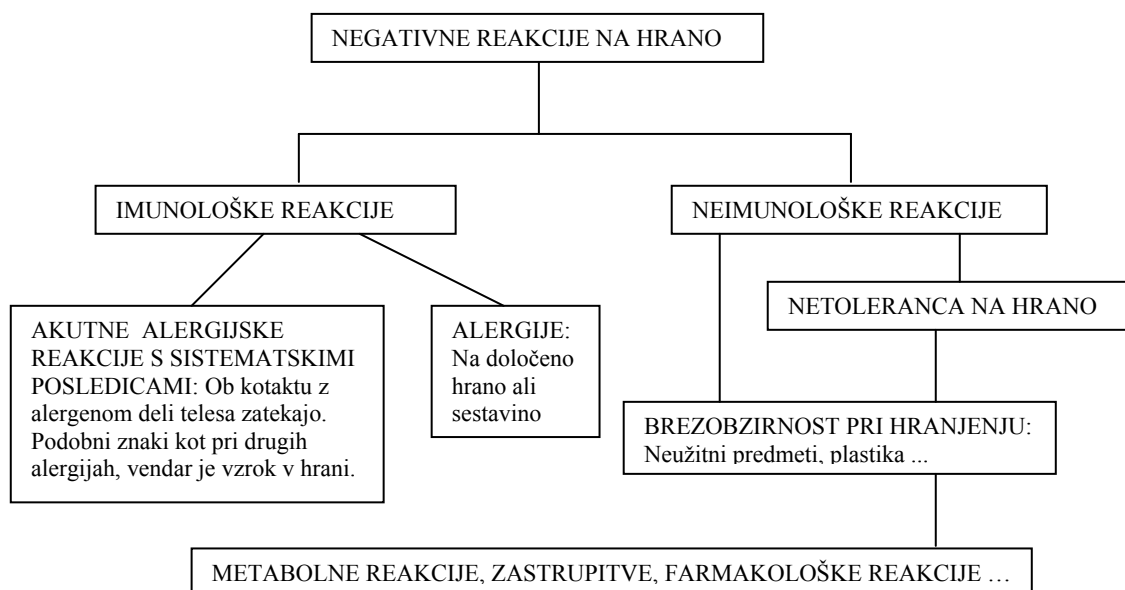 NEGATIVNE REAKCIJE NA HRANO
IMUNOLOŠKE REAKCIJE
NEIMUNOLOŠKE REAKCIJE
AKUTNE ALERGIJSKE
REAKCIJE S SISTEMATSKIMI
POSLEDICAMI: Ob kotaktu z
alergenom deli telesa zatekajo.
Podobni znaki kot pri drugih
alergijah, vendar je vzrok v hrani.
ALERGIJE:
Na določeno
hrano ali
sestavino
NETOLERANCA NA HRANO
BREZOBZIRNOST PRI HRANJENJU:
Neužitni predmeti, plastika ...
METABOLNE REAKCIJE, ZASTRUPITVE, FARMAKOLOŠKE REAKCIJE …